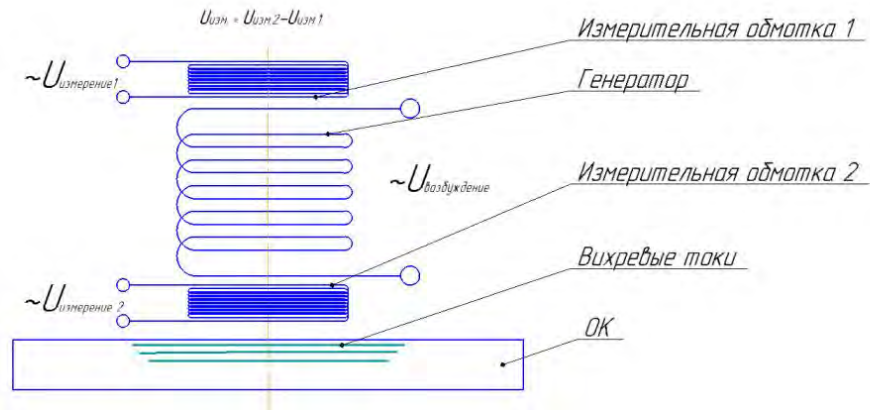 Uизм. = Uизм.2-Uизм.1
Измерительная обмотка 1
~Uизмерение1
Генератор
~Uвозбуждение
Измерительная обмотка 2
Вихревые токи
~Uизмерение 2
ОК